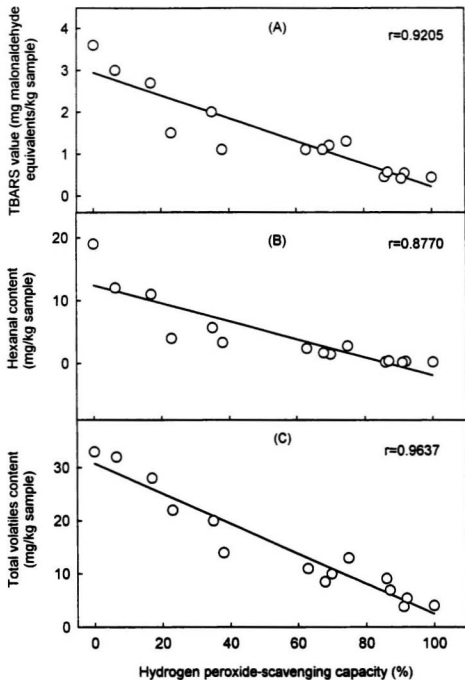 (A)
r=0.9205
TBARS value (mg malonaldehyde
equivalents/kg sample)
4
3
2
1
0
(B)
r=0.8770
Hexanal content
(mg/kg sample)
20
10
0
(C)
r=0.9637
Total volatiles content
(mg/kg sample)
30
20
10
0
0 20 40 60 80 100
Hydrogen peroxide-scavenging capacity (%)